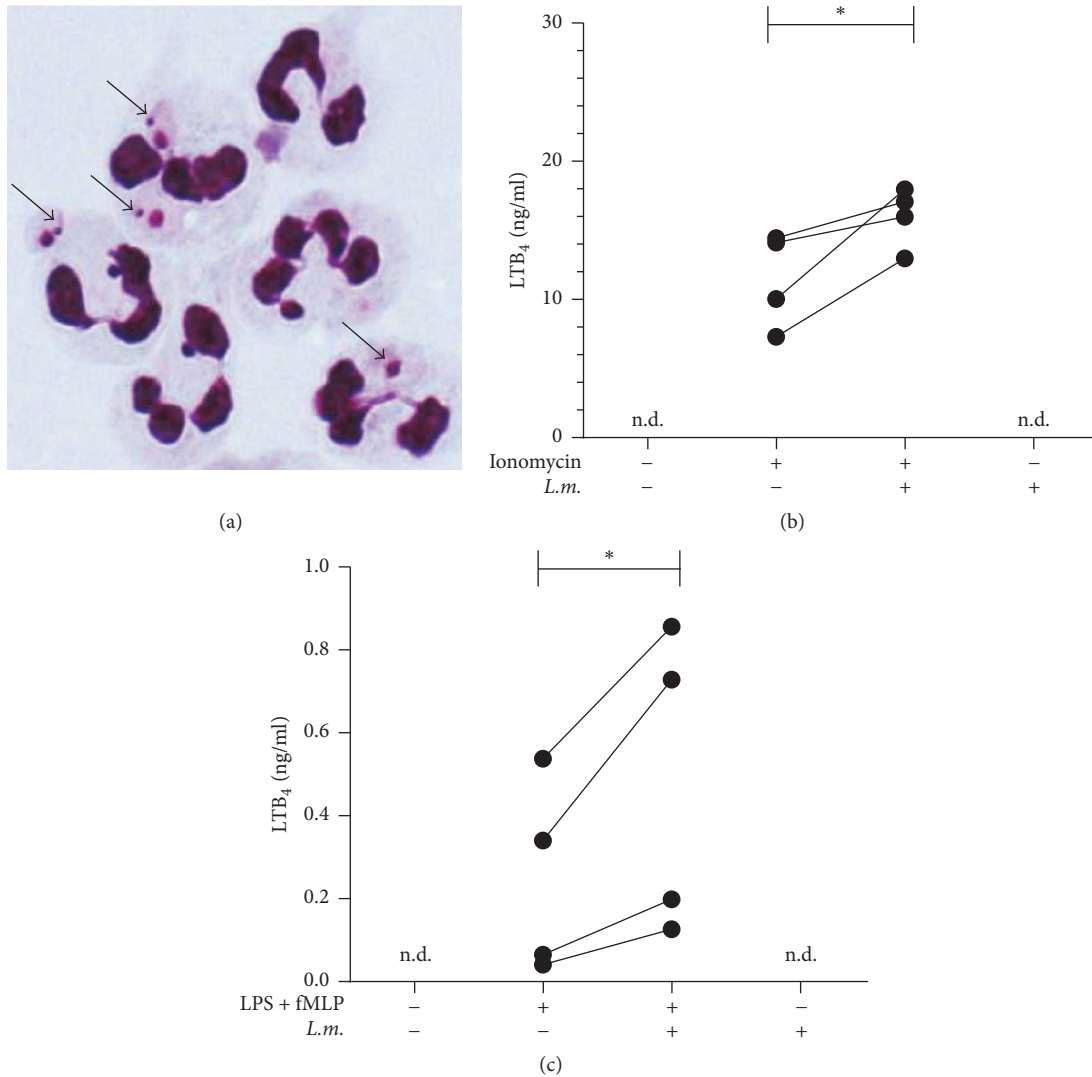 (a)
*
30
20
10
0
LTB₄ (ng/ml)
n.d. n.d.
Ionomycin − + + −
L.m. − − + +
(b)
*
1.0
0.8
0.6
0.4
0.2
0.0
LTB₄ (ng/ml)
n.d. n.d.
LPS + fMLP − + + −
L.m. − − + +
(c)